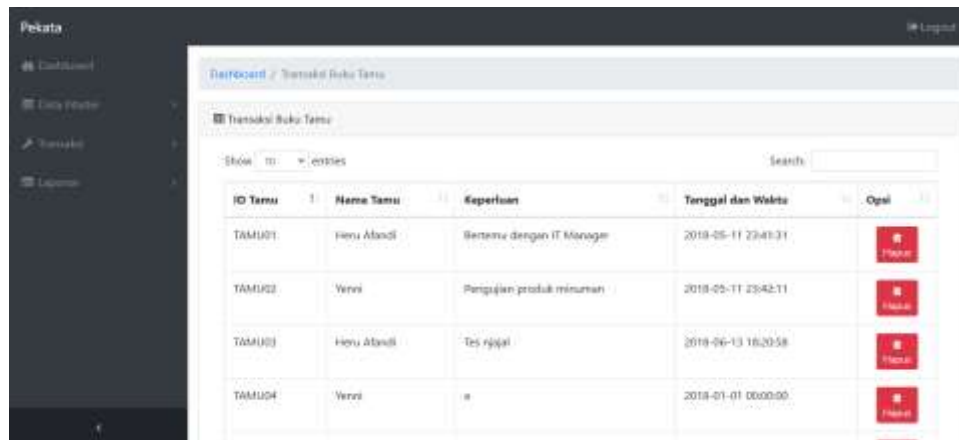 Pekata
Logout
Dashboard
Data Master
Transaksi
Laporan
Dashboard / Transaksi Buku Tamu
Transaksi Buku Tamu
Show 10 entries
Search:
ID Tamu Nama Tamu Keperluan Tanggal dan Waktu Opsi
TAMU01 Heru Afandi Bertemu dengan IT Manager 2018-05-11 23:41:31 Hapus
TAMU02 Yenni Pengujian produk minuman 2018-05-11 23:42:11 Hapus
TAMU03 Heru Afandi Tes njajal 2018-06-13 18:20:58 Hapus
TAMU04 Yenni a 2018-01-01 00:00:00 Hapus